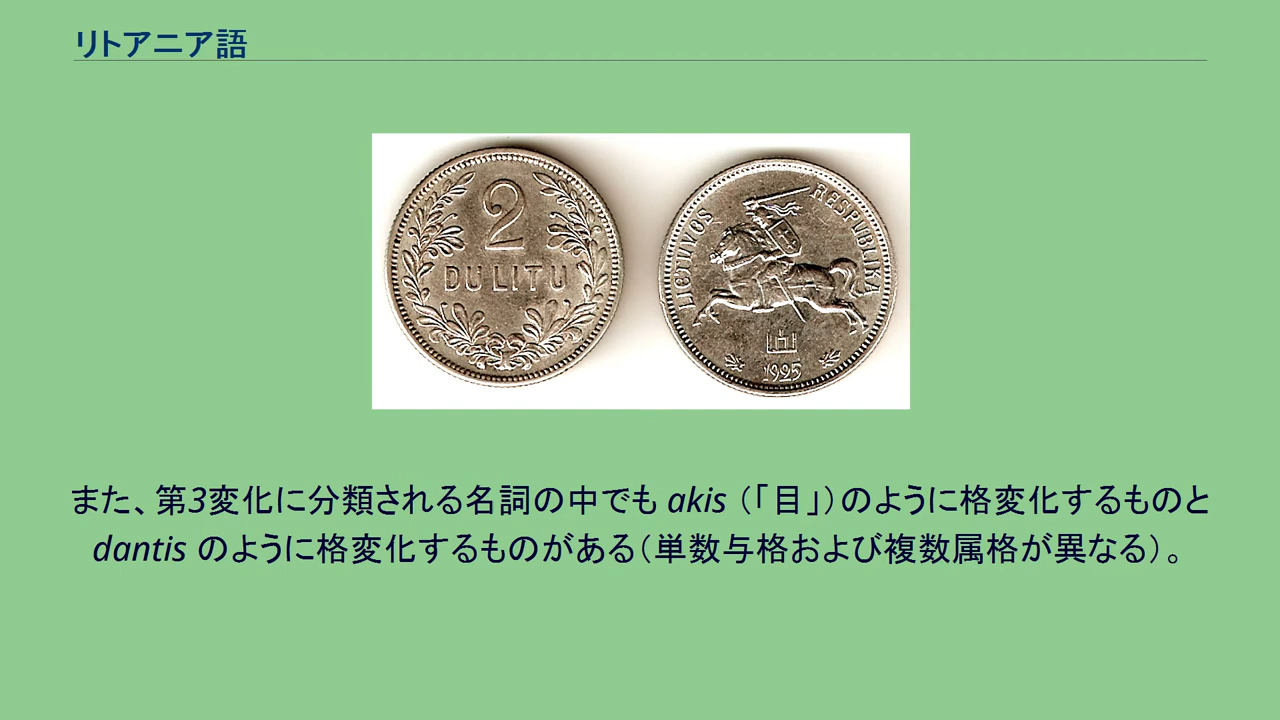 リトアニア語
2
DU LITU
LIETUVOS RESPUBLIKA
1925
また、第3変化に分類される名詞の中でも akis (「目」)のように格変化するものと
dantis のように格変化するものがある(単数与格および複数属格が異なる)。